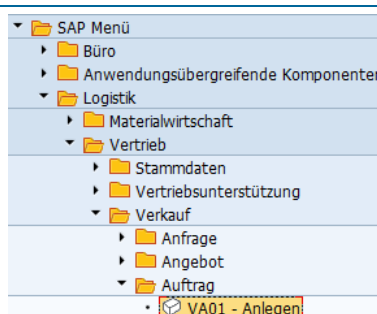 SAP Menü
Büro
Anwendungsübergreifende Komponenten
Logistik
Materialwirtschaft
Vertrieb
Stammdaten
Vertriebsunterstützung
Verkauf
Anfrage
Angebot
Auftrag
VA01 - Anlegen